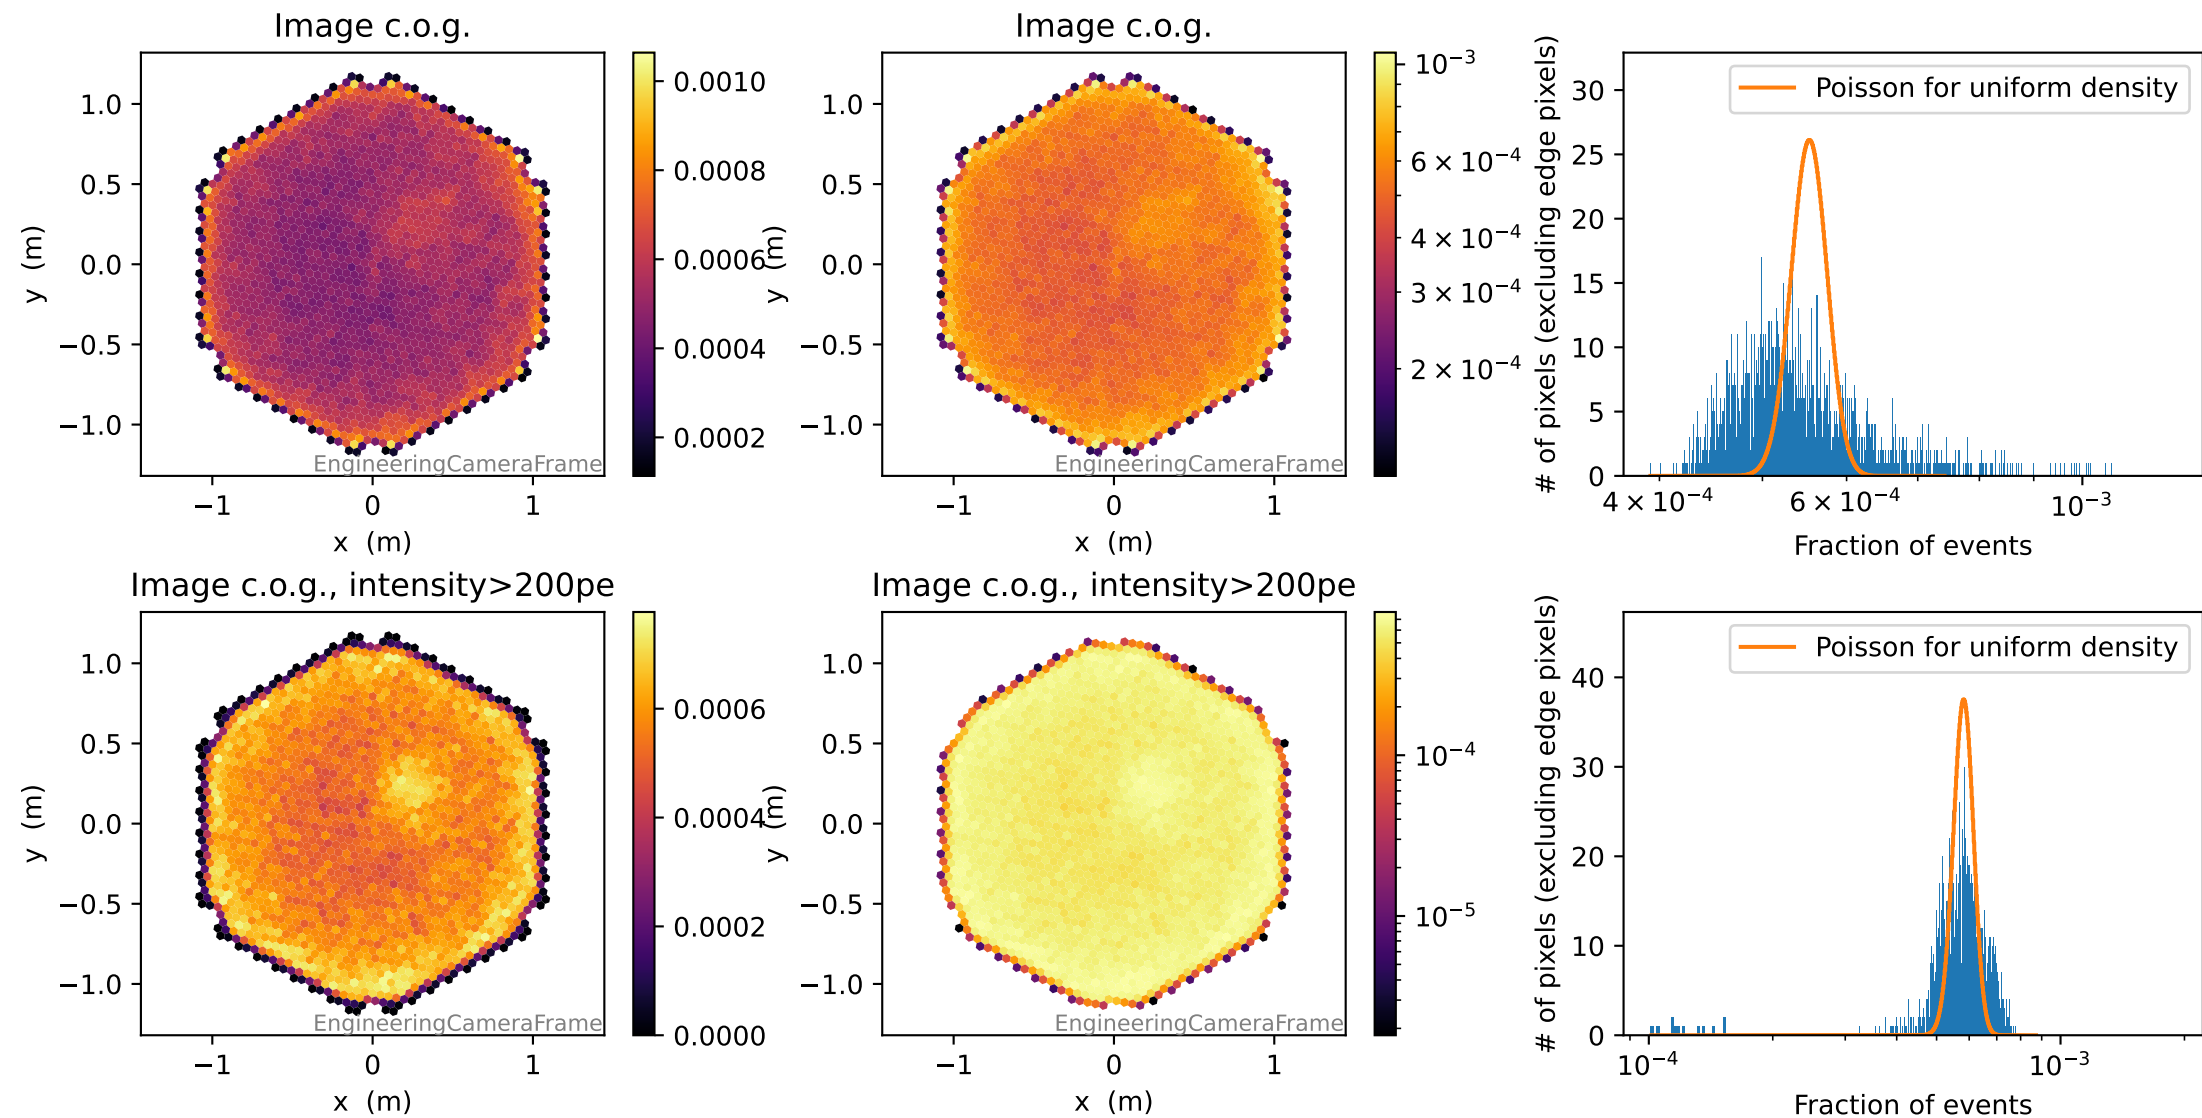 Image c.o.g.
1.0
0.5
0.0
−0.5
−1.0
y (m)
−1
0
1
x (m)
EngineeringCameraFrame
0.0010
0.0008
0.0006
0.0004
0.0002
Image c.o.g.
1.0
0.5
0.0
−0.5
−1.0
y (m)
−1
0
1
x (m)
EngineeringCameraFrame
10⁻³
6 × 10⁻⁴
4 × 10⁻⁴
3 × 10⁻⁴
2 × 10⁻⁴
# of pixels (excluding edge pixels)
30
25
20
15
10
5
0
Poisson for uniform density
4 × 10⁻⁴
6 × 10⁻⁴
10⁻³
Fraction of events
Image c.o.g., intensity>200pe
1.0
0.5
0.0
−0.5
−1.0
y (m)
−1
0
1
x (m)
EngineeringCameraFrame
0.0006
0.0004
0.0002
0.0000
Image c.o.g., intensity>200pe
1.0
0.5
0.0
−0.5
−1.0
y (m)
−1
0
1
x (m)
EngineeringCameraFrame
10⁻⁴
10⁻⁵
# of pixels (excluding edge pixels)
40
30
20
10
0
Poisson for uniform density
10⁻⁴
10⁻³
Fraction of events